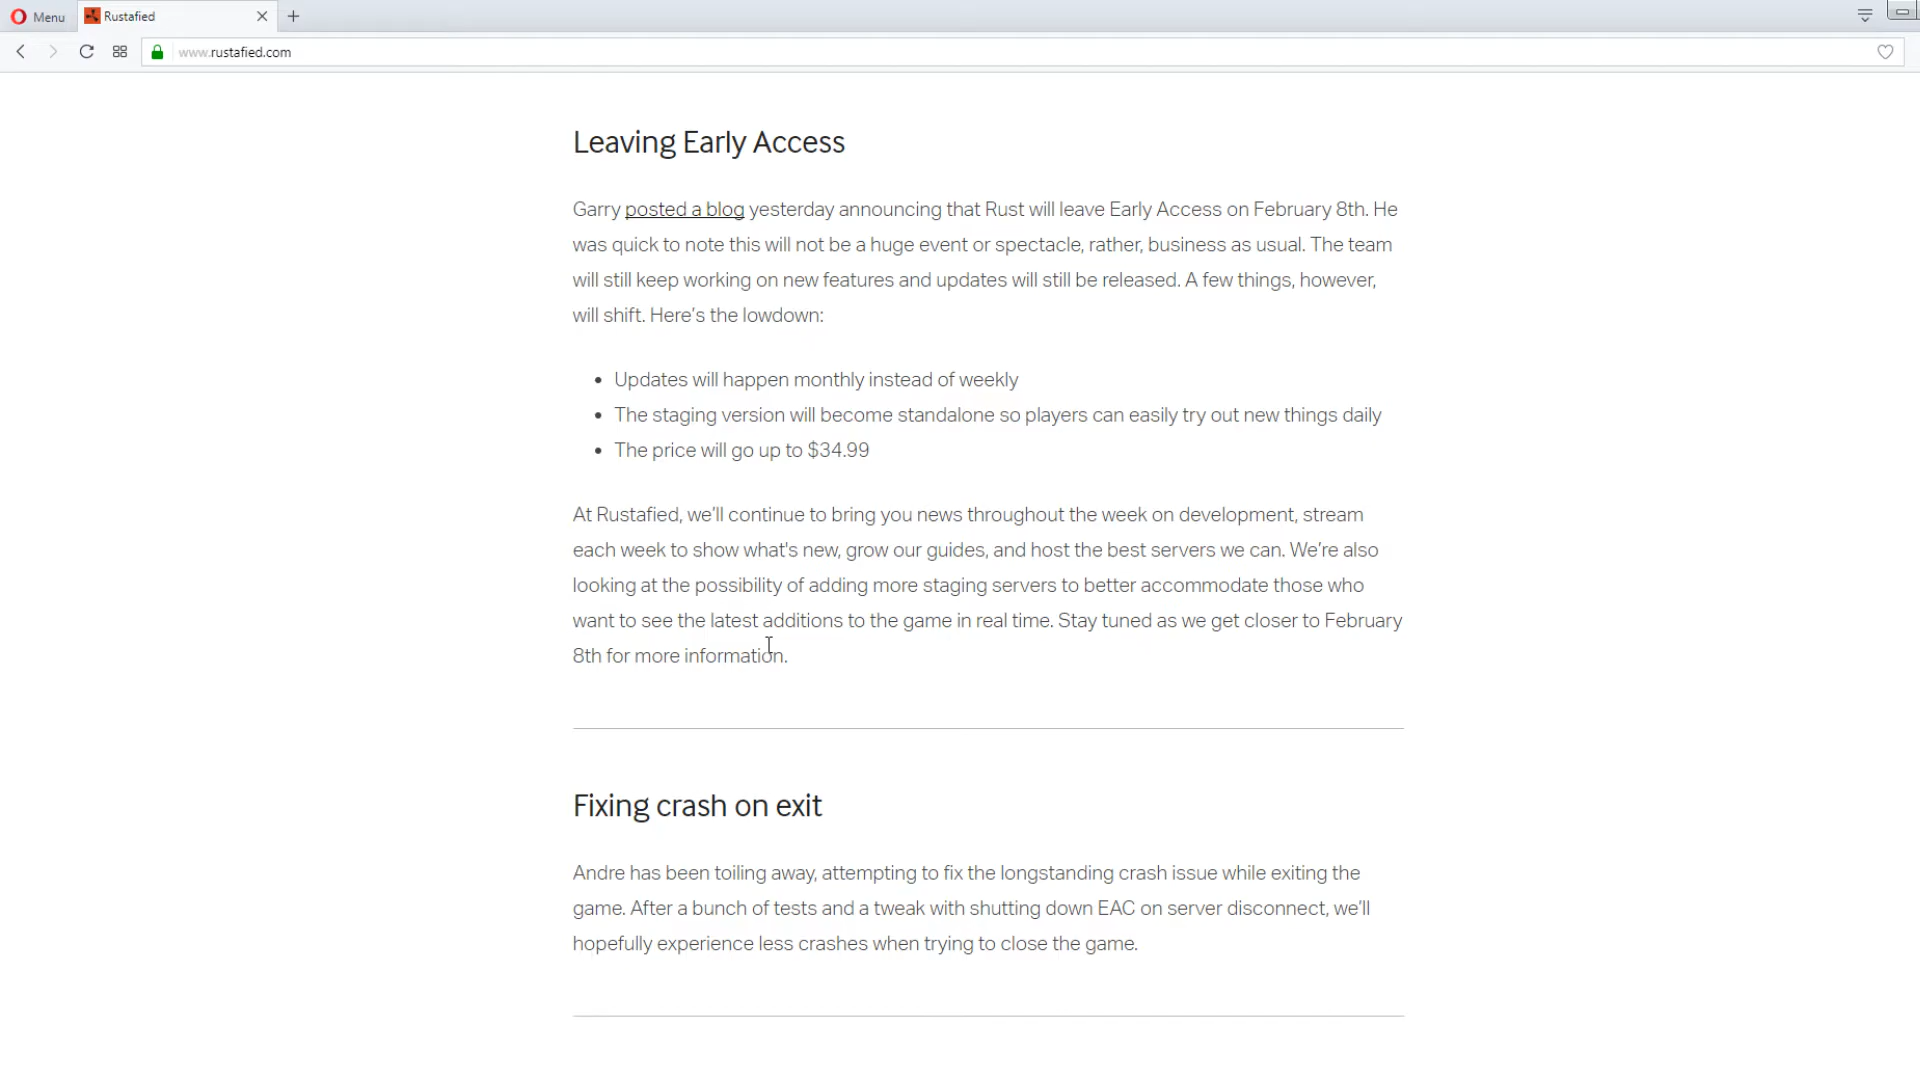 Menu
Rustafied
www.rustafied.com
Leaving Early Access
Garry posted a blog yesterday announcing that Rust will leave Early Access on February 8th. He
was quick to note this will not be a huge event or spectacle, rather, business as usual. The team
will still keep working on new features and updates will still be released. A few things, however,
will shift. Here's the lowdown:
• Updates will happen monthly instead of weekly
• The staging version will become standalone so players can easily try out new things daily
• The price will go up to $34.99
At Rustafied, we'll continue to bring you news throughout the week on development, stream
each week to show what's new, grow our guides, and host the best servers we can. We're also
looking at the possibility of adding more staging servers to better accommodate those who
want to see the latest additions to the game in real time. Stay tuned as we get closer to February
8th for more information.
Fixing crash on exit
Andre has been toiling away, attempting to fix the longstanding crash issue while exiting the
game. After a bunch of tests and a tweak with shutting down EAC on server disconnect, we'll
hopefully experience less crashes when trying to close the game.